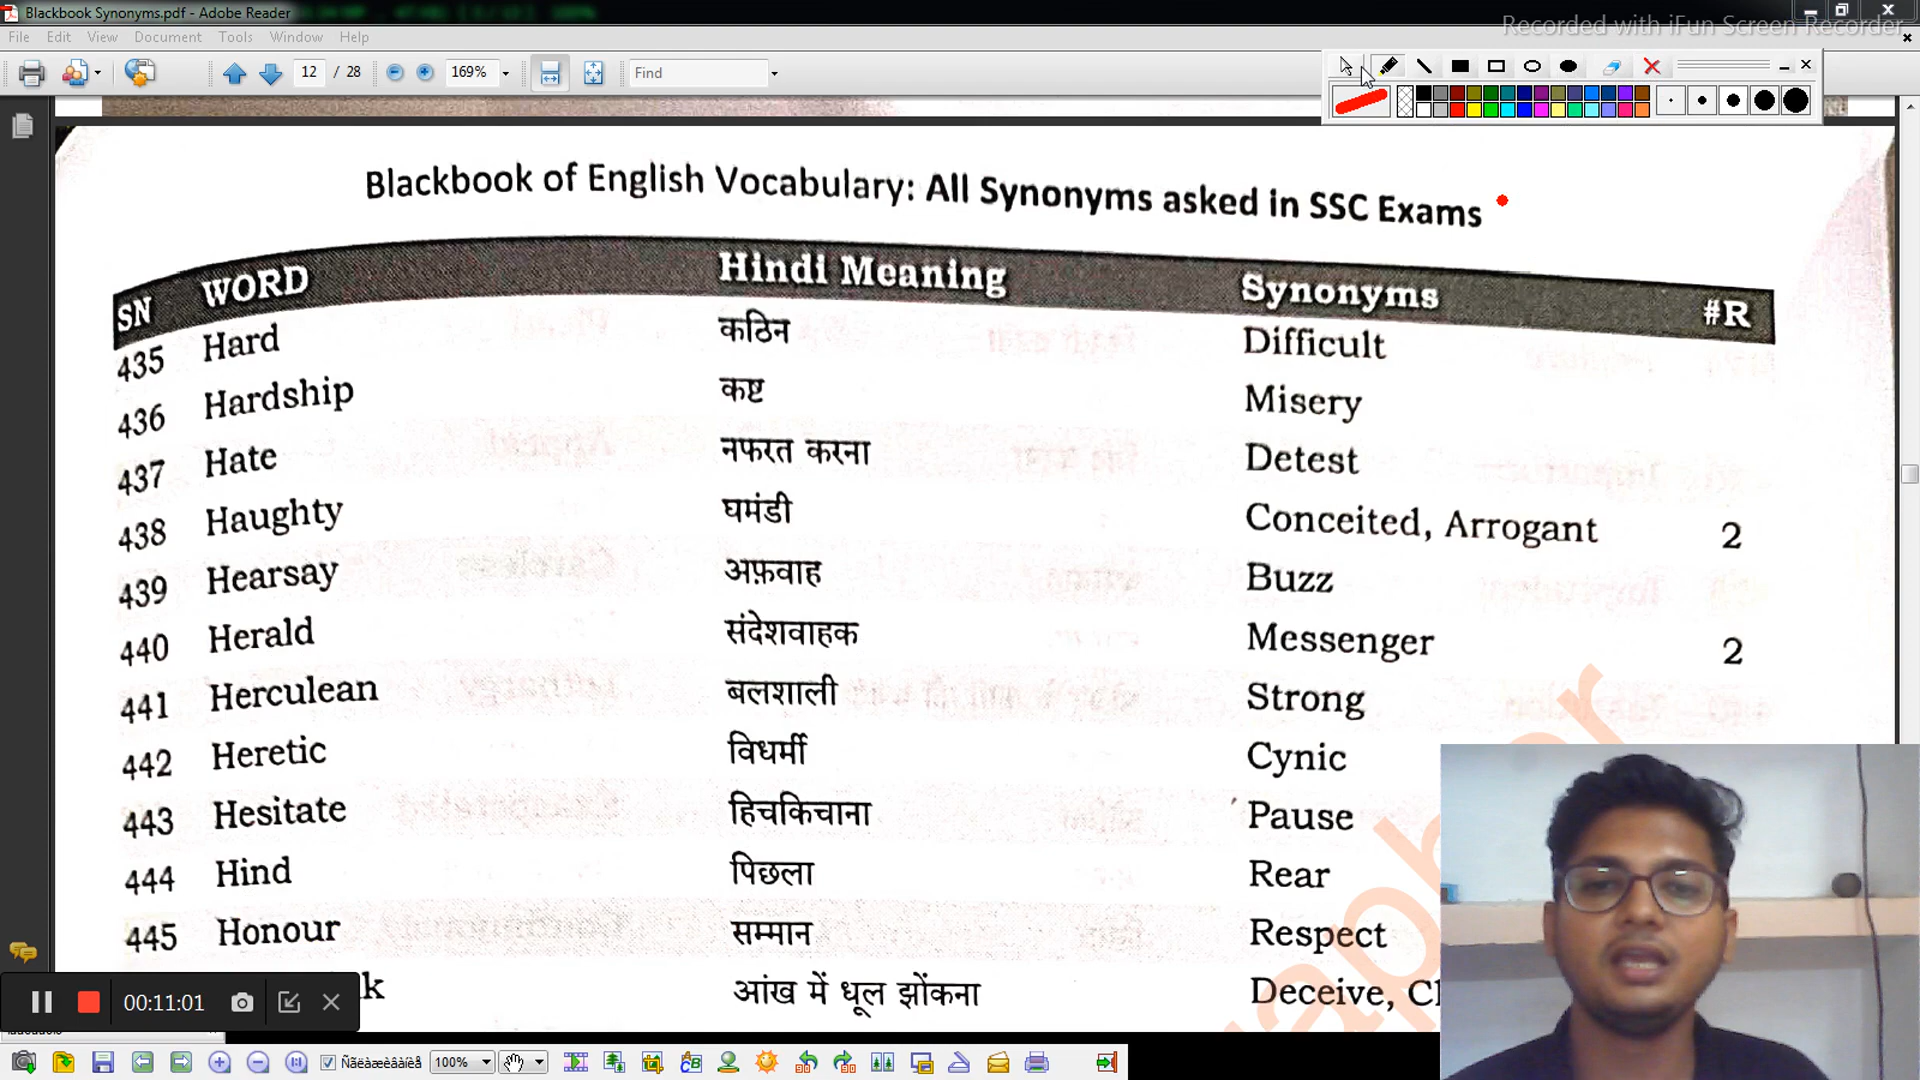 Blackbook Synonyms.pdf - Adobe Reader
Recorded with iFun Screen Recorder
File Edit View Document Tools Window Help
12 / 28 169% Find
Blackbook of English Vocabulary: All Synonyms asked in SSC Exams
SN WORD Hindi Meaning Synonyms #R
435 Hard कठिन Difficult
436 Hardship कष्ट Misery
437 Hate नफरत करना Detest
438 Haughty घमंडी Conceited, Arrogant 2
439 Hearsay अफ़वाह Buzz
440 Herald संदेशवाहक Messenger 2
441 Herculean बलशाली Strong
442 Heretic विधर्मी Cynic
443 Hesitate हिचकिचाना Pause
444 Hind पिछला Rear
445 Honour सम्मान Respect
k आंख में धूल झोंकना Deceive, Cl
00:11:01
Ñãëàæèâàíèå 100%